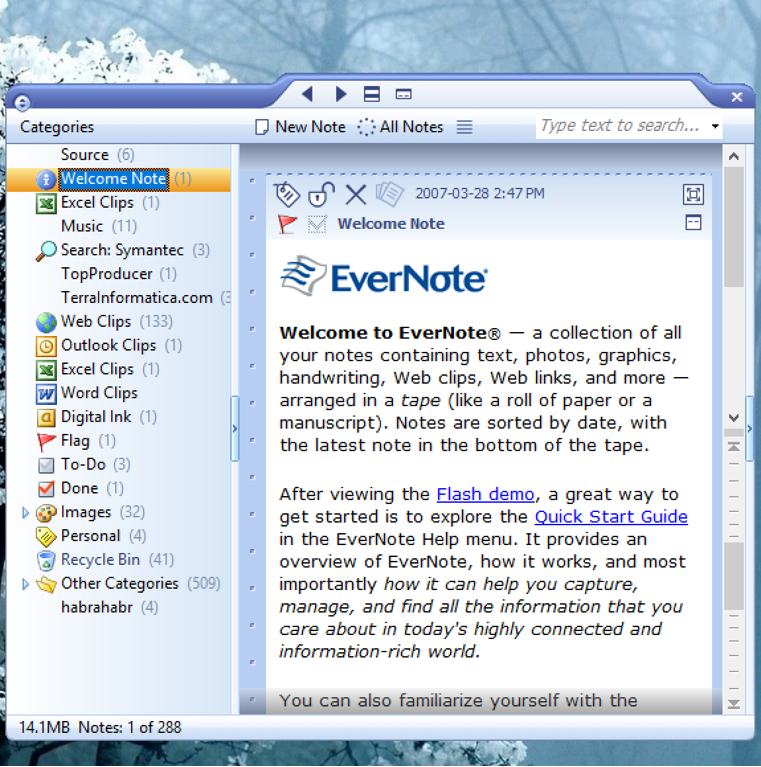 Categories
New Note
All Notes
Type text to search...
Source (6)
Welcome Note (1)
Excel Clips (1)
Music (11)
Search: Symantec (3)
TopProducer (1)
TerraInformatica.com (3
Web Clips (133)
Outlook Clips (1)
Excel Clips (1)
Word Clips
Digital Ink (1)
Flag (1)
To-Do (3)
Done (1)
Images (32)
Personal (4)
Recycle Bin (41)
Other Categories (509)
habrahabr (4)
2007-03-28 2:47 PM
Welcome Note
EverNote®
Welcome to EverNote® — a collection of all
your notes containing text, photos, graphics,
handwriting, Web clips, Web links, and more —
arranged in a tape (like a roll of paper or a
manuscript). Notes are sorted by date, with
the latest note in the bottom of the tape.
After viewing the Flash demo, a great way to
get started is to explore the Quick Start Guide
in the EverNote Help menu. It provides an
overview of EverNote, how it works, and most
importantly how it can help you capture,
manage, and find all the information that you
care about in today's highly connected and
information-rich world.
You can also familiarize yourself with the
14.1MB Notes: 1 of 288